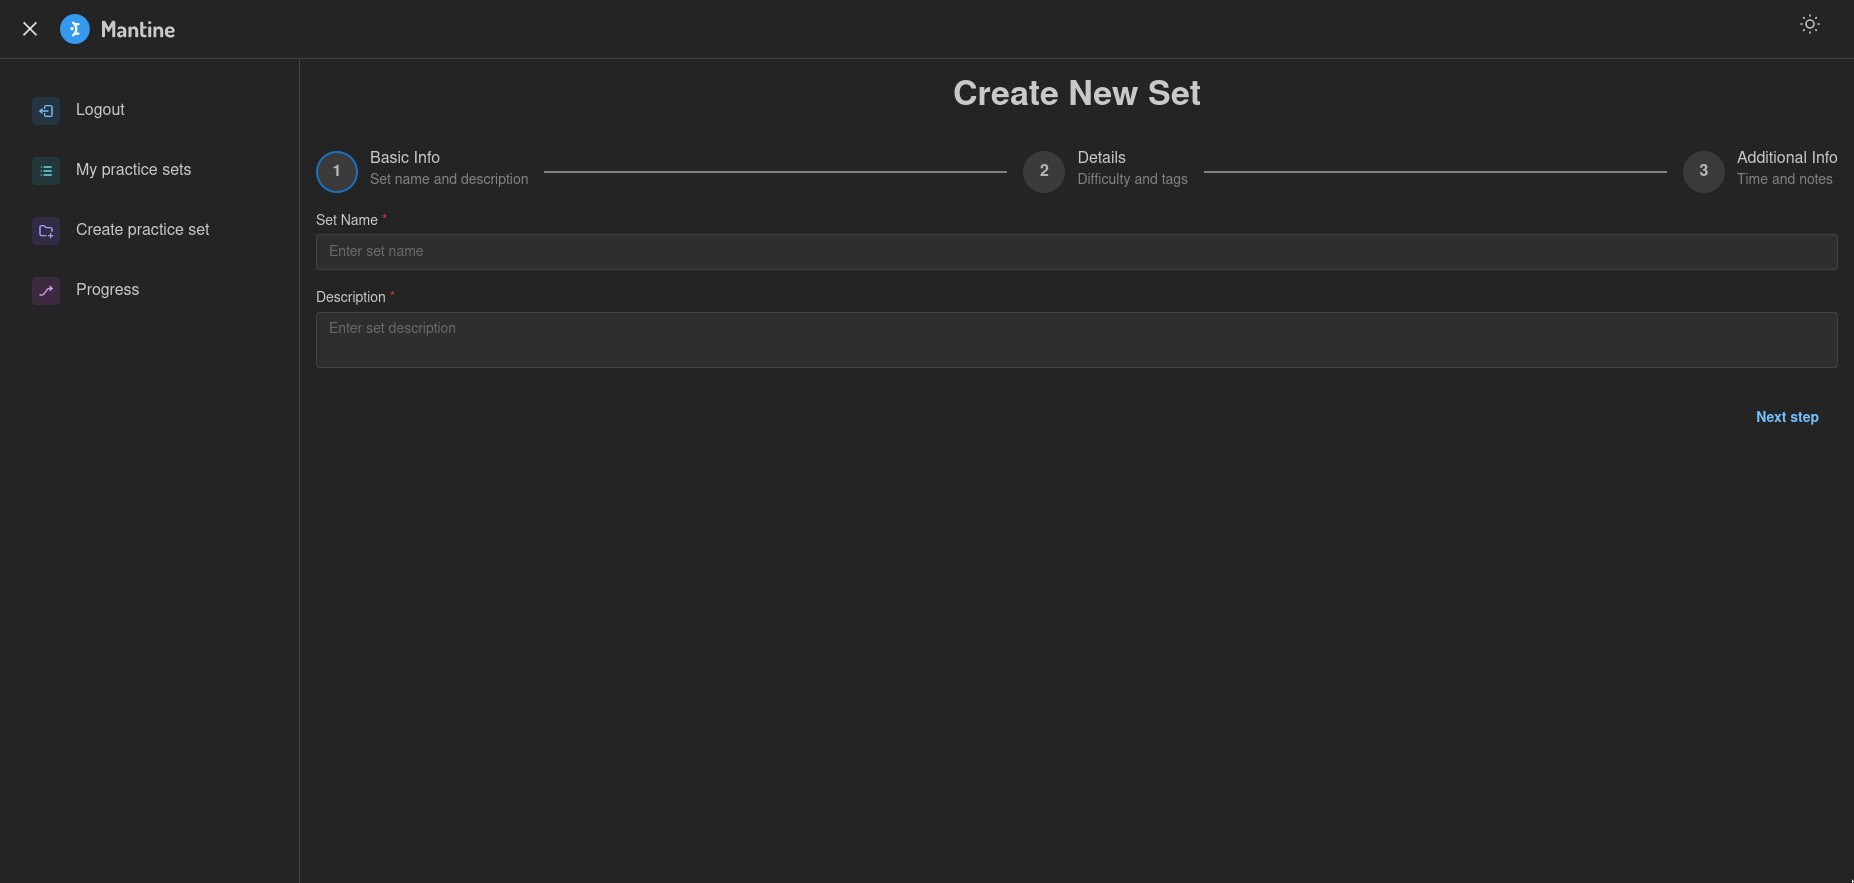 Mantine
Logout
My practice sets
Create practice set
Progress
Create New Set
1
Basic Info
Set name and description
2
Details
Difficulty and tags
3
Additional Info
Time and notes
Set Name *
Enter set name
Description *
Enter set description
Next step